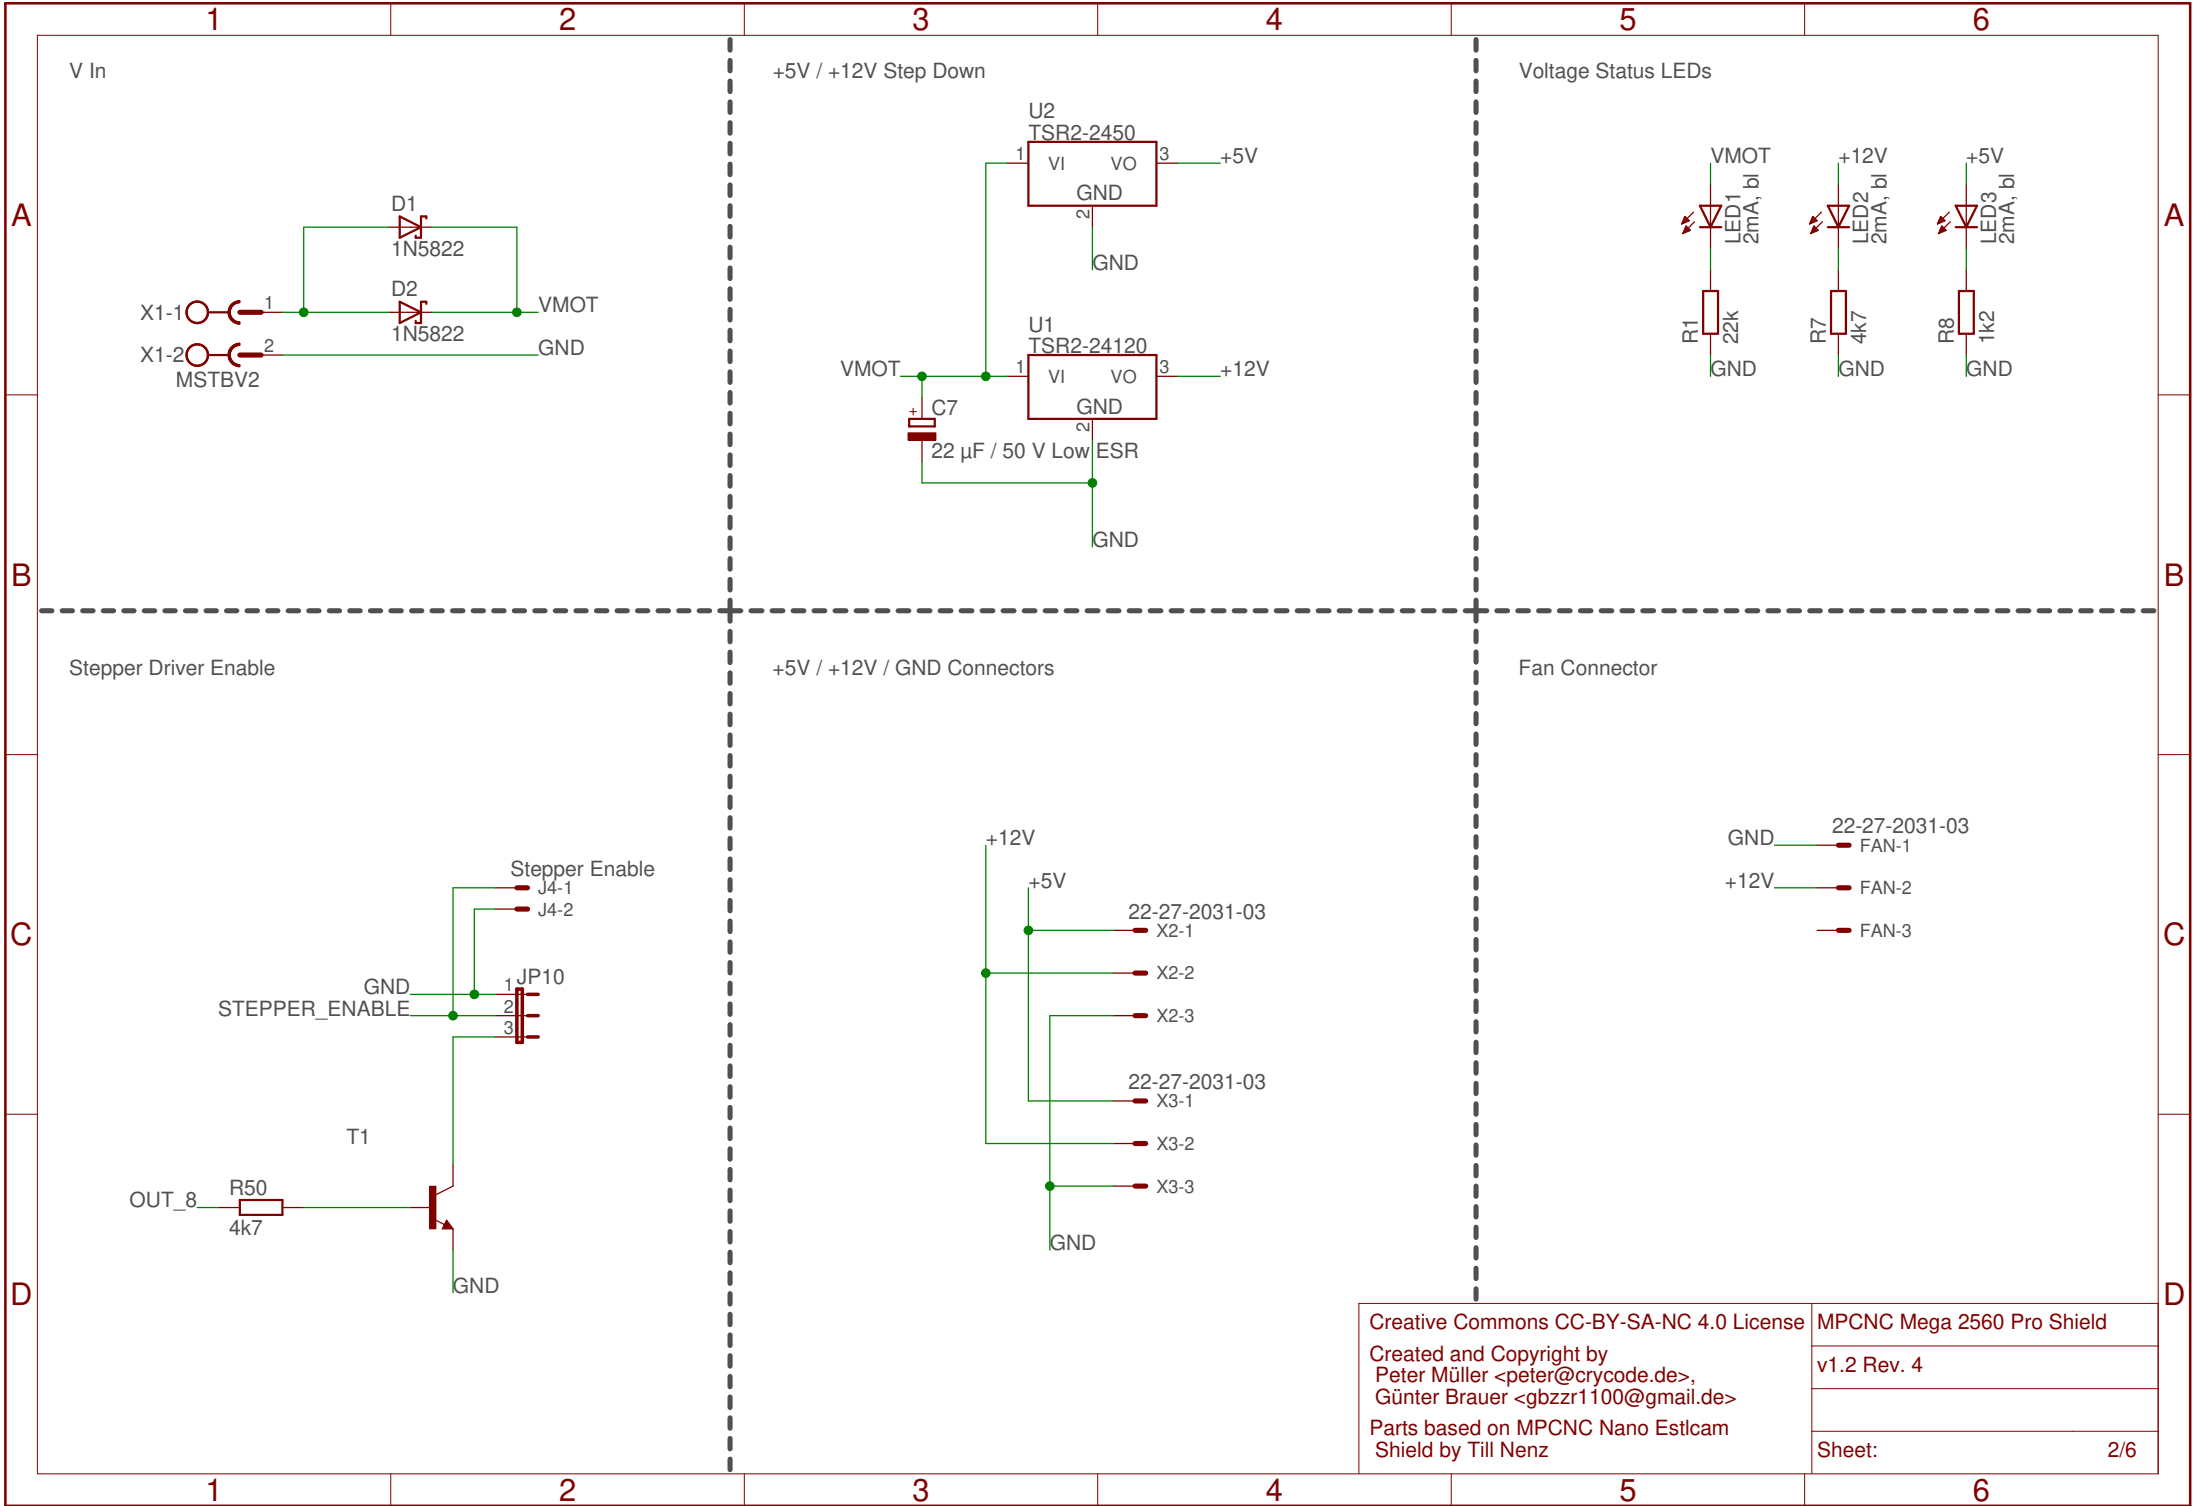 1 2 3 4 5 6
A A
B B
C C
D D
V In
D1
1N5822
D2
1N5822
X1-1
1
VMOT
X1-2
2
GND
MSTBV2
+5V / +12V Step Down
U2
TSR2-2450
1 VI VO 3 +5V
GND
2
GND
U1
TSR2-24120
VMOT 1 VI VO 3 +12V
GND
2
+ C7
22 µF / 50 V Low ESR
GND
Voltage Status LEDs
VMOT +12V +5V
LED1
2mA, bl
LED2
2mA, bl
LED3
2mA, bl
R1
22k
R7
4k7
R8
1k2
GND GND GND
Stepper Driver Enable
Stepper Enable
J4-1
J4-2
JP10
GND 1
STEPPER_ENABLE 2
3
T1
OUT_8
R50
4k7
GND
+5V / +12V / GND Connectors
+12V
+5V
22-27-2031-03
X2-1
X2-2
X2-3
22-27-2031-03
X3-1
X3-2
X3-3
GND
Fan Connector
22-27-2031-03
GND FAN-1
+12V FAN-2
FAN-3
Creative Commons CC-BY-SA-NC 4.0 License
Created and Copyright by
Peter Müller <peter@crycode.de>,
Günter Brauer <gbzzr1100@gmail.de>
Parts based on MPCNC Nano Estlcam
Shield by Till Nenz
MPCNC Mega 2560 Pro Shield
v1.2 Rev. 4
Sheet: 2/6
1 2 3 4 5 6